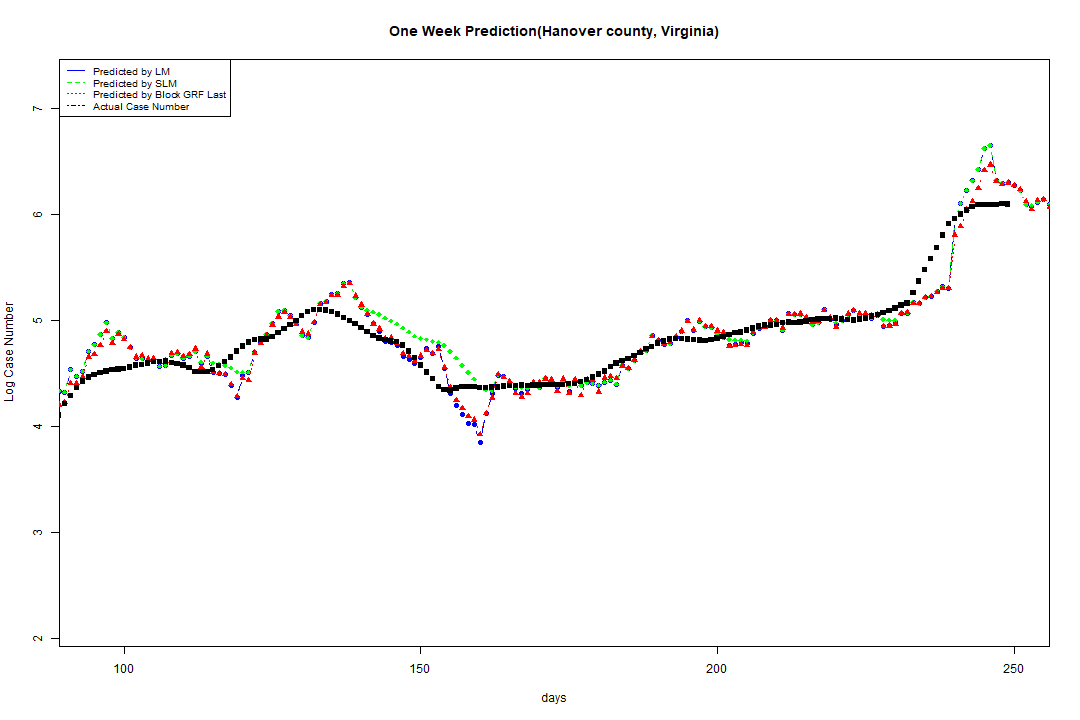 One Week Prediction(Hanover county, Virginia)
Predicted by LM
Predicted by SLM
Predicted by Block GRF Last
Actual Case Number
7
6
5
4
3
2
Log Case Number
100 150 200 250
days